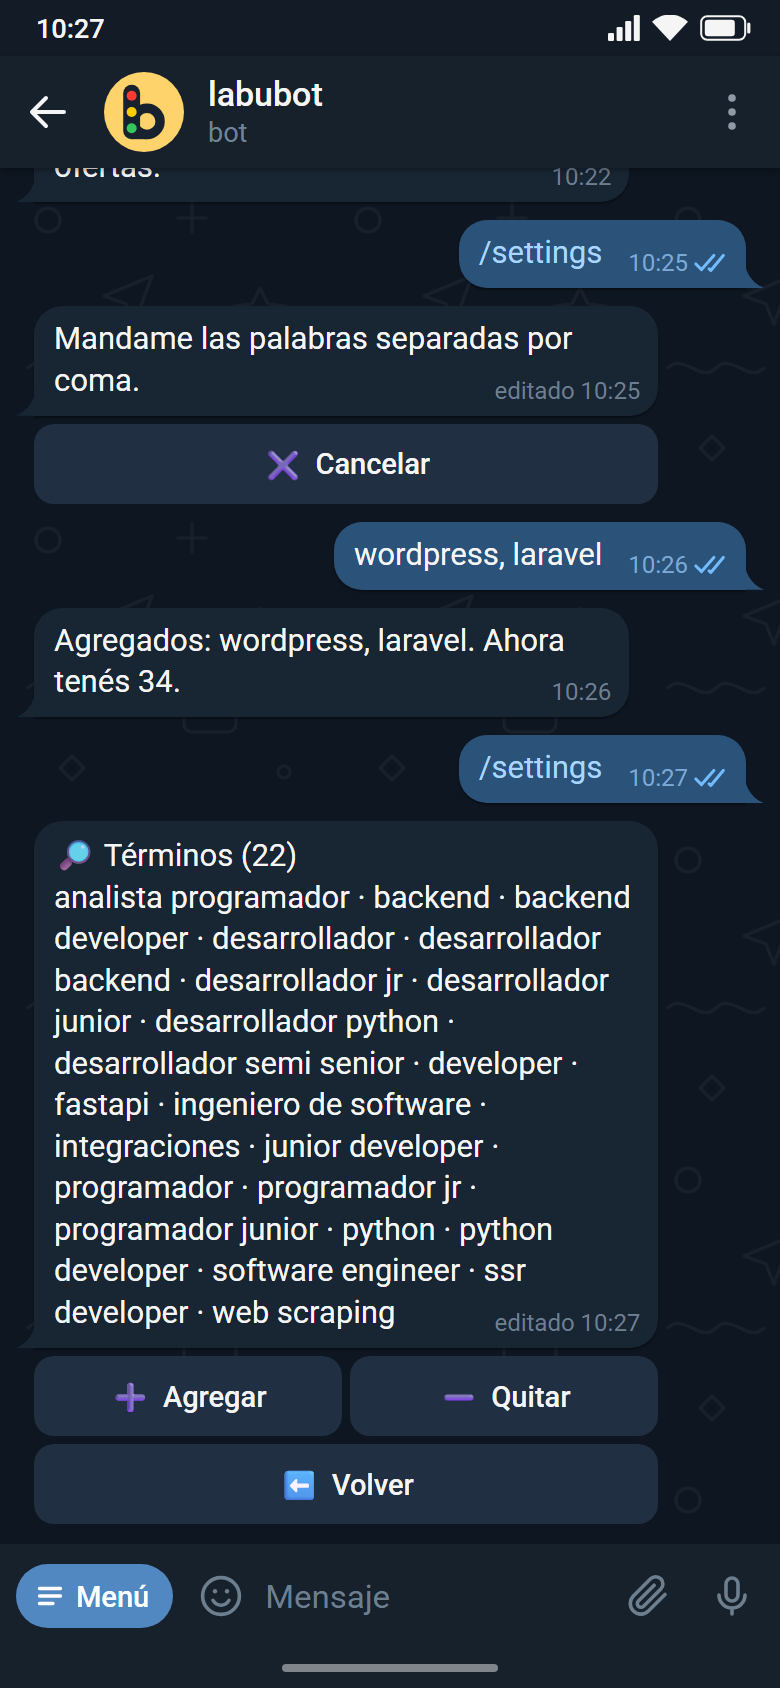 10:27
labubot
bot
ofertas.
10:22
/settings 10:25
Mandame las palabras separadas por
coma.
editado 10:25
Cancelar
wordpress, laravel 10:26
Agregados: wordpress, laravel. Ahora
tenés 34.
10:26
/settings 10:27
Términos (22)
analista programador · backend · backend
developer · desarrollador · desarrollador
backend · desarrollador jr · desarrollador
junior · desarrollador python ·
desarrollador semi senior · developer ·
fastapi · ingeniero de software ·
integraciones · junior developer ·
programador · programador jr ·
programador junior · python · python
developer · software engineer · ssr
developer · web scraping
editado 10:27
Agregar
Quitar
Volver
Menú
Mensaje